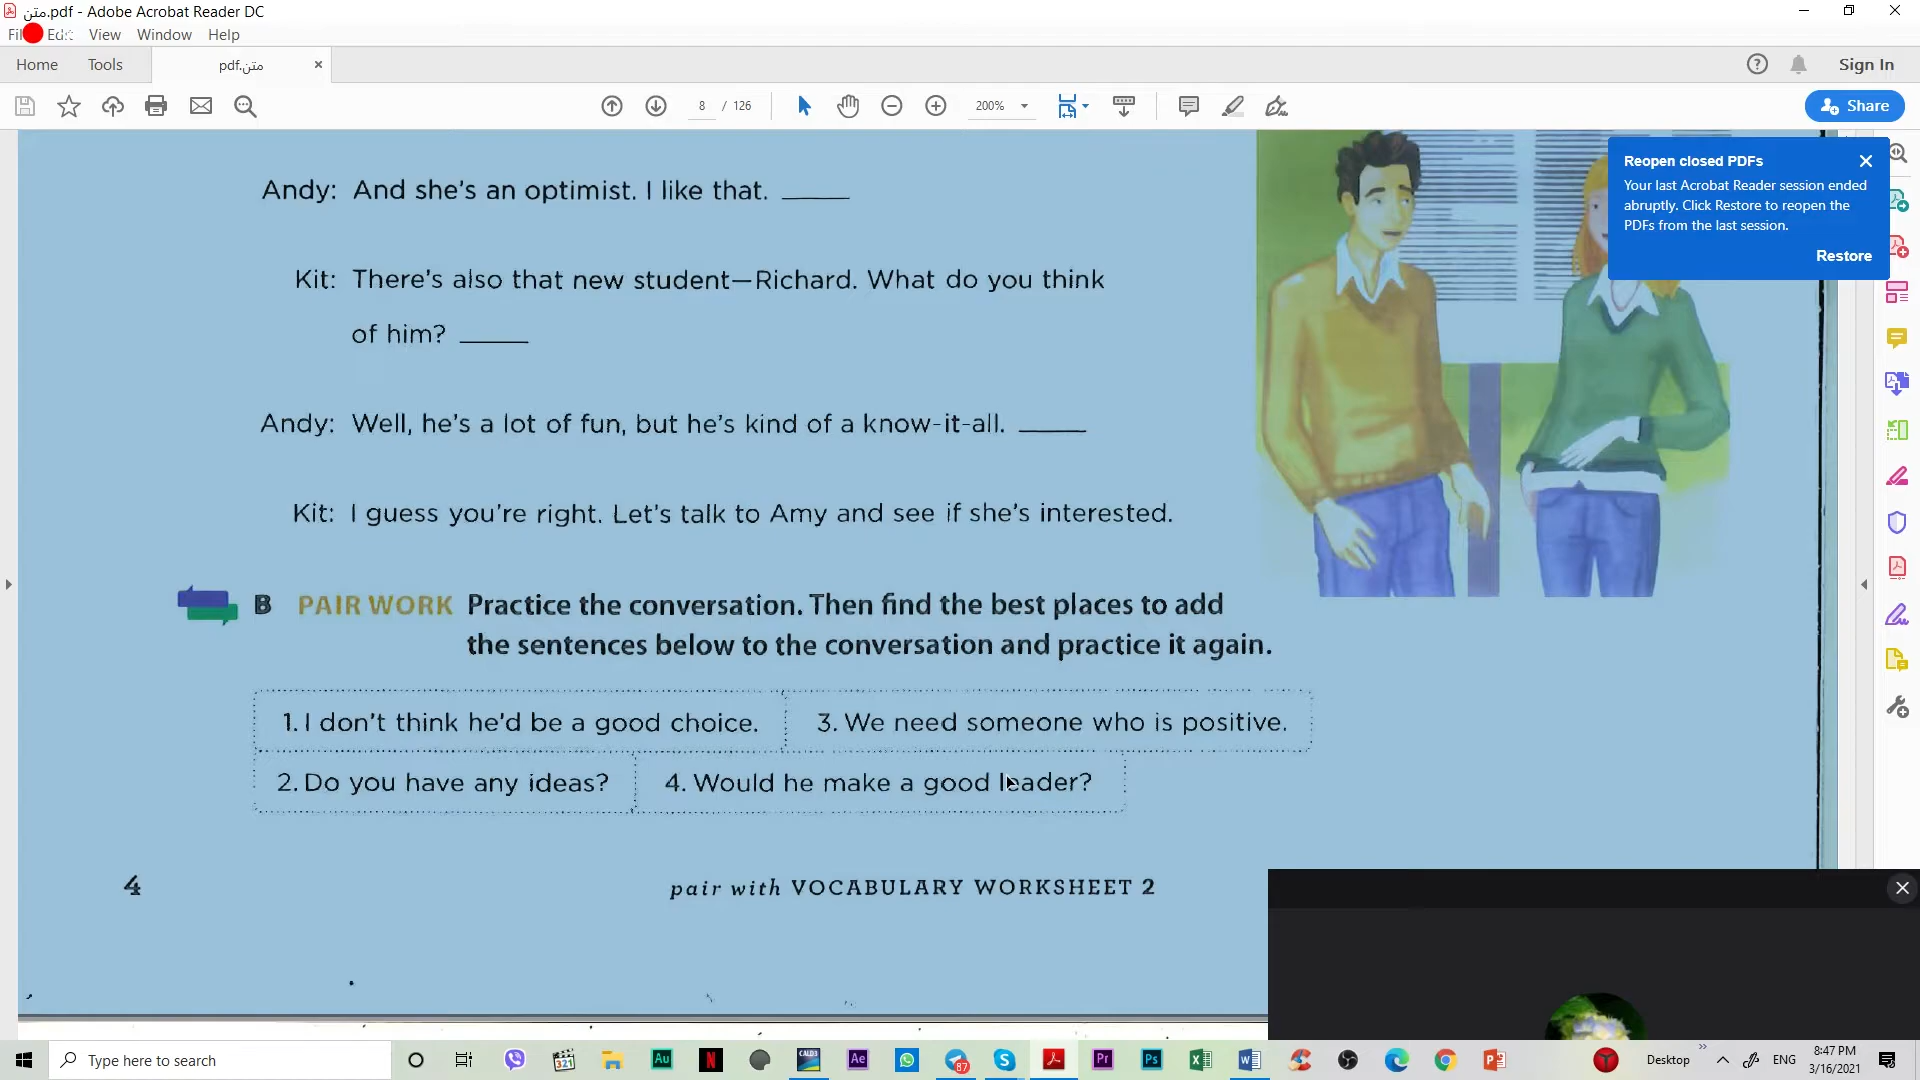 متن.pdf - Adobe Acrobat Reader DC
View Window Help
Home Tools متن.pdf Sign In
8 / 126 200% Share
Reopen closed PDFs
Your last Acrobat Reader session ended
abruptly. Click Restore to reopen the
PDFs from the last session.
Restore
Andy: And she's an optimist. I like that. ____
Kit: There's also that new student—Richard. What do you think
of him? ____
Andy: Well, he's a lot of fun, but he's kind of a know-it-all. ____
Kit: I guess you're right. Let's talk to Amy and see if she's interested.
B PAIR WORK Practice the conversation. Then find the best places to add
the sentences below to the conversation and practice it again.
1. I don't think he'd be a good choice. 3. We need someone who is positive.
2. Do you have any ideas? 4. Would he make a good leader?
4 pair with VOCABULARY WORKSHEET 2
Type here to search Desktop ENG 8:47 PM
3/16/2021